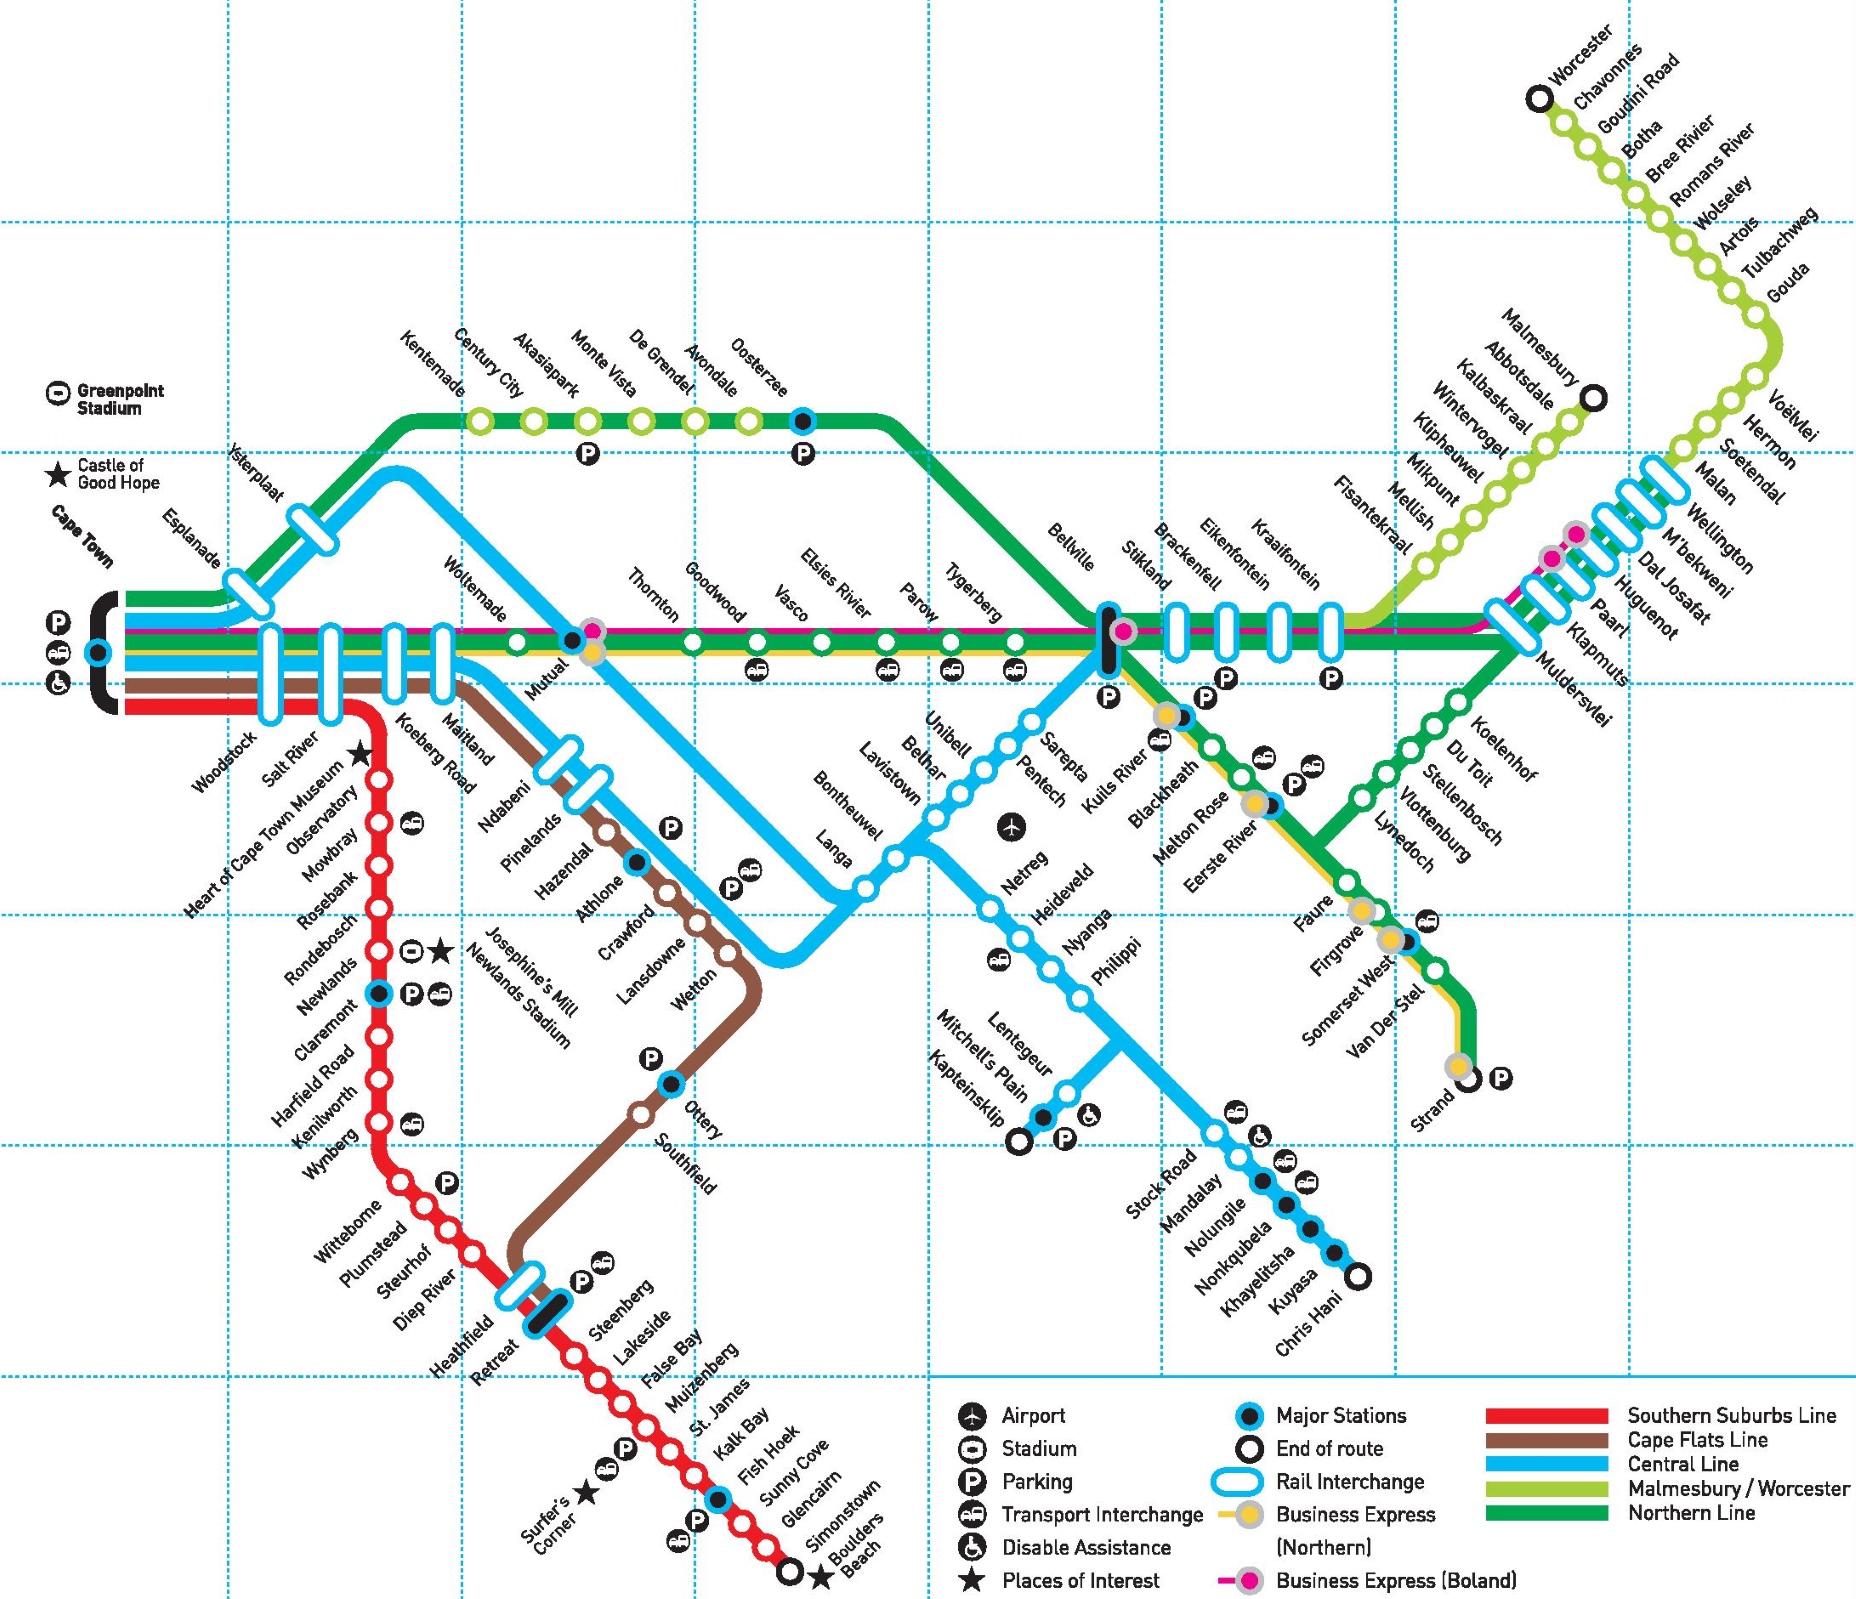 Greenpoint
Stadium
Castle of
Good Hope
Cape Town
Esplanade
Ysterplaat
Kentemade
Century City
Akasiapark
Monte Vista
De Grendel
Avondale
Oosterzee
Woltemade
Mutual
Thornton
Goodwood
Vasco
Elsies Rivier
Parow
Tygerberg
Bellville
Stikland
Brackenfell
Eikenfontein
Kraaifontein
Fisantekraal
Mellish
Mikpunt
Klipheuwel
Wintervogel
Kalbaskraal
Abbotsdale
Malmesbury
Worcester
Chavonnes
Goudini Road
Botha
Bree Rivier
Romans River
Wolseley
Artois
Tulbachweg
Gouda
Voëlvlei
Hermon
Soetendal
Malan
Wellington
M'bekweni
Dal Josafat
Huguenot
Paarl
Klapmuts
Muldersvlei
Koelenhof
Du Toit
Stellenbosch
Vlottenburg
Lynedoch
Woodstock
Salt River
Koeberg Road
Maitland
Ndabeni
Pinelands
Hazendal
Athlone
Crawford
Lansdowne
Wetton
Ottery
Southfield
Heart of Cape Town Museum
Observatory
Mowbray
Rosebank
Rondebosch
Newlands
Josephine's Mill
Newlands Stadium
Claremont
Harfield Road
Kenilworth
Wynberg
Witteborne
Plumstead
Steurhof
Diep River
Heathfield
Retreat
Steenberg
Lakeside
False Bay
Muizenberg
St. James
Kalk Bay
Fish Hoek
Sunny Cove
Glencairn
Simonstown
Boulders
Beach
Surfer's
Corner
Langa
Bontheuwel
Lavistown
Belhar
Unibell
Pentech
Sarepta
Netreg
Heideveld
Nyanga
Philippi
Lentegeur
Mitchell's Plain
Kapteinsklip
Stock Road
Mandalay
Nolungile
Nonkqubela
Khayelitsha
Kuyasa
Chris Hani
Kuils River
Blackheath
Melton Rose
Eerste River
Faure
Firgrove
Somerset West
Van Der Stel
Strand
Airport
Stadium
Parking
Transport Interchange
Disable Assistance
Places of Interest
Major Stations
End of route
Rail Interchange
Business Express
(Northern)
Business Express (Boland)
Southern Suburbs Line
Cape Flats Line
Central Line
Malmesbury / Worcester
Northern Line